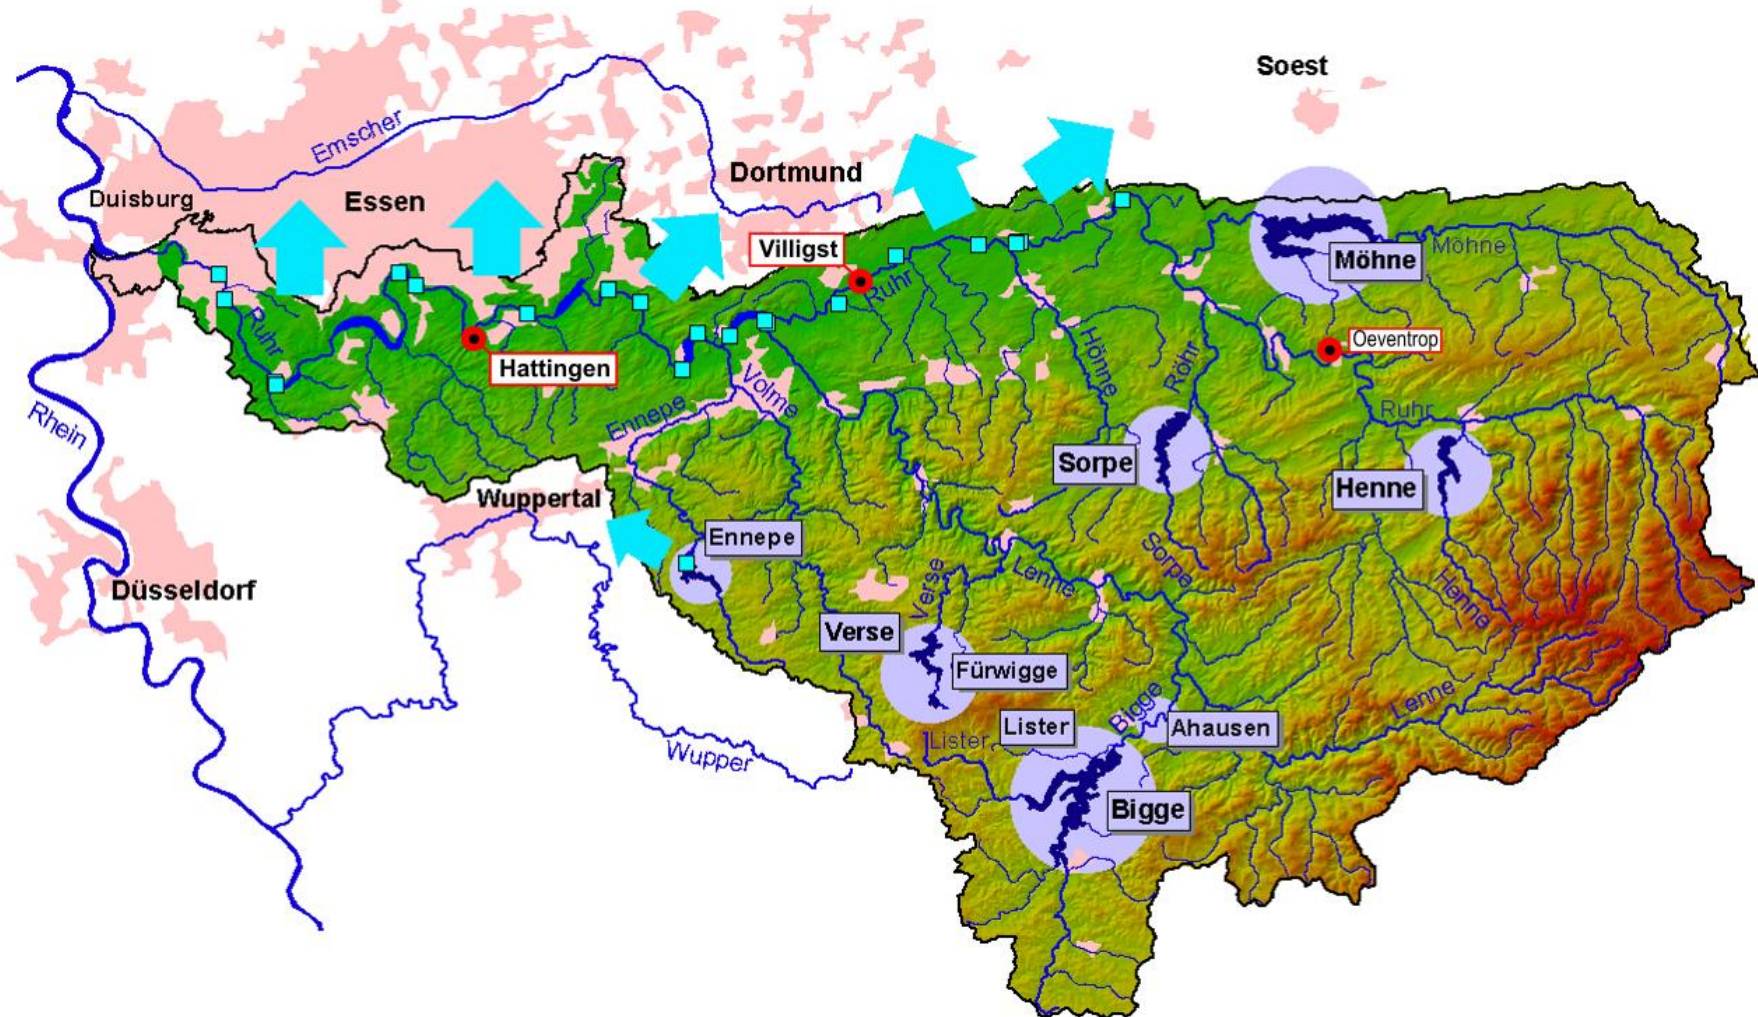 Soest
Emscher
Dortmund
Duisburg
Essen
Villigst
Möhne
Möhne
Ruhr
Ruhr
Oeventrop
Hattingen
Hönne
Röhr
Volme
Ennepe
Ruhr
Rhein
Sorpe
Henne
Wuppertal
Ennepe
Sorpe
Lenne
Verse
Henne
Düsseldorf
Verse
Fürwigge
Lenne
Bigge
Lister
Ahausen
Lister
Wupper
Bigge